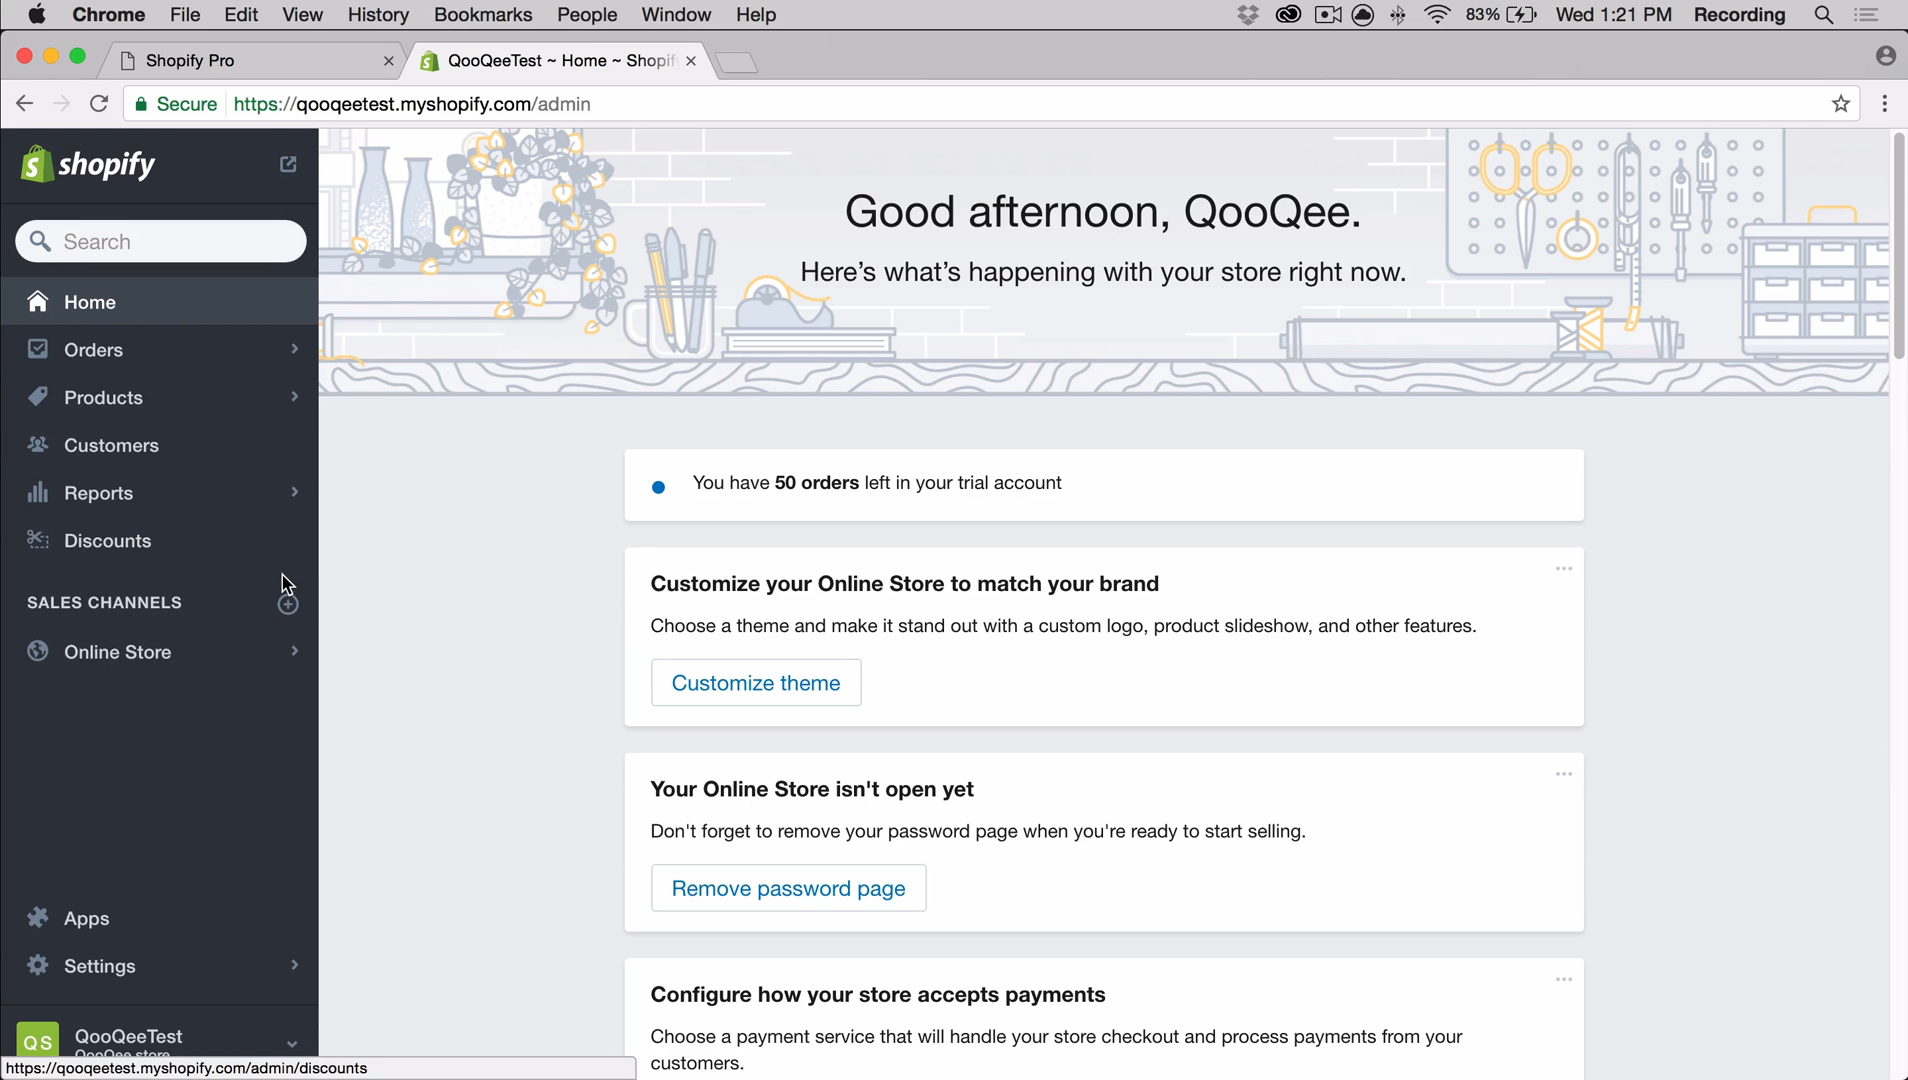 Chrome File Edit View History Bookmarks People Window Help 83% Wed 1:21 PM Recording
Shopify Pro
QooQeeTest ~ Home ~ Shopif
Secure https://qooqeetest.myshopify.com/admin
shopify
Search
Home
Orders
Products
Customers
Reports
Discounts
SALES CHANNELS
Online Store
Apps
Settings
QS QooQeeTest
QooQee store
https://qooqeetest.myshopify.com/admin/discounts
Good afternoon, QooQee.
Here's what's happening with your store right now.
You have 50 orders left in your trial account
Customize your Online Store to match your brand
Choose a theme and make it stand out with a custom logo, product slideshow, and other features.
Customize theme
Your Online Store isn't open yet
Don't forget to remove your password page when you're ready to start selling.
Remove password page
Configure how your store accepts payments
Choose a payment service that will handle your store checkout and process payments from your
customers.